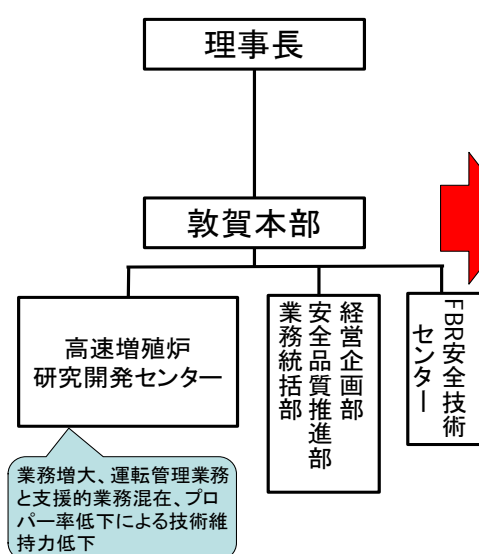 理事長
敦賀本部
高速増殖炉
研究開発センター
経営企画部
安全品質推進部
業務統括部
FBR安全技術
センター
業務増大、運転管理業務
と支援的業務混在、プロ
パー率低下による技術維
持力低下